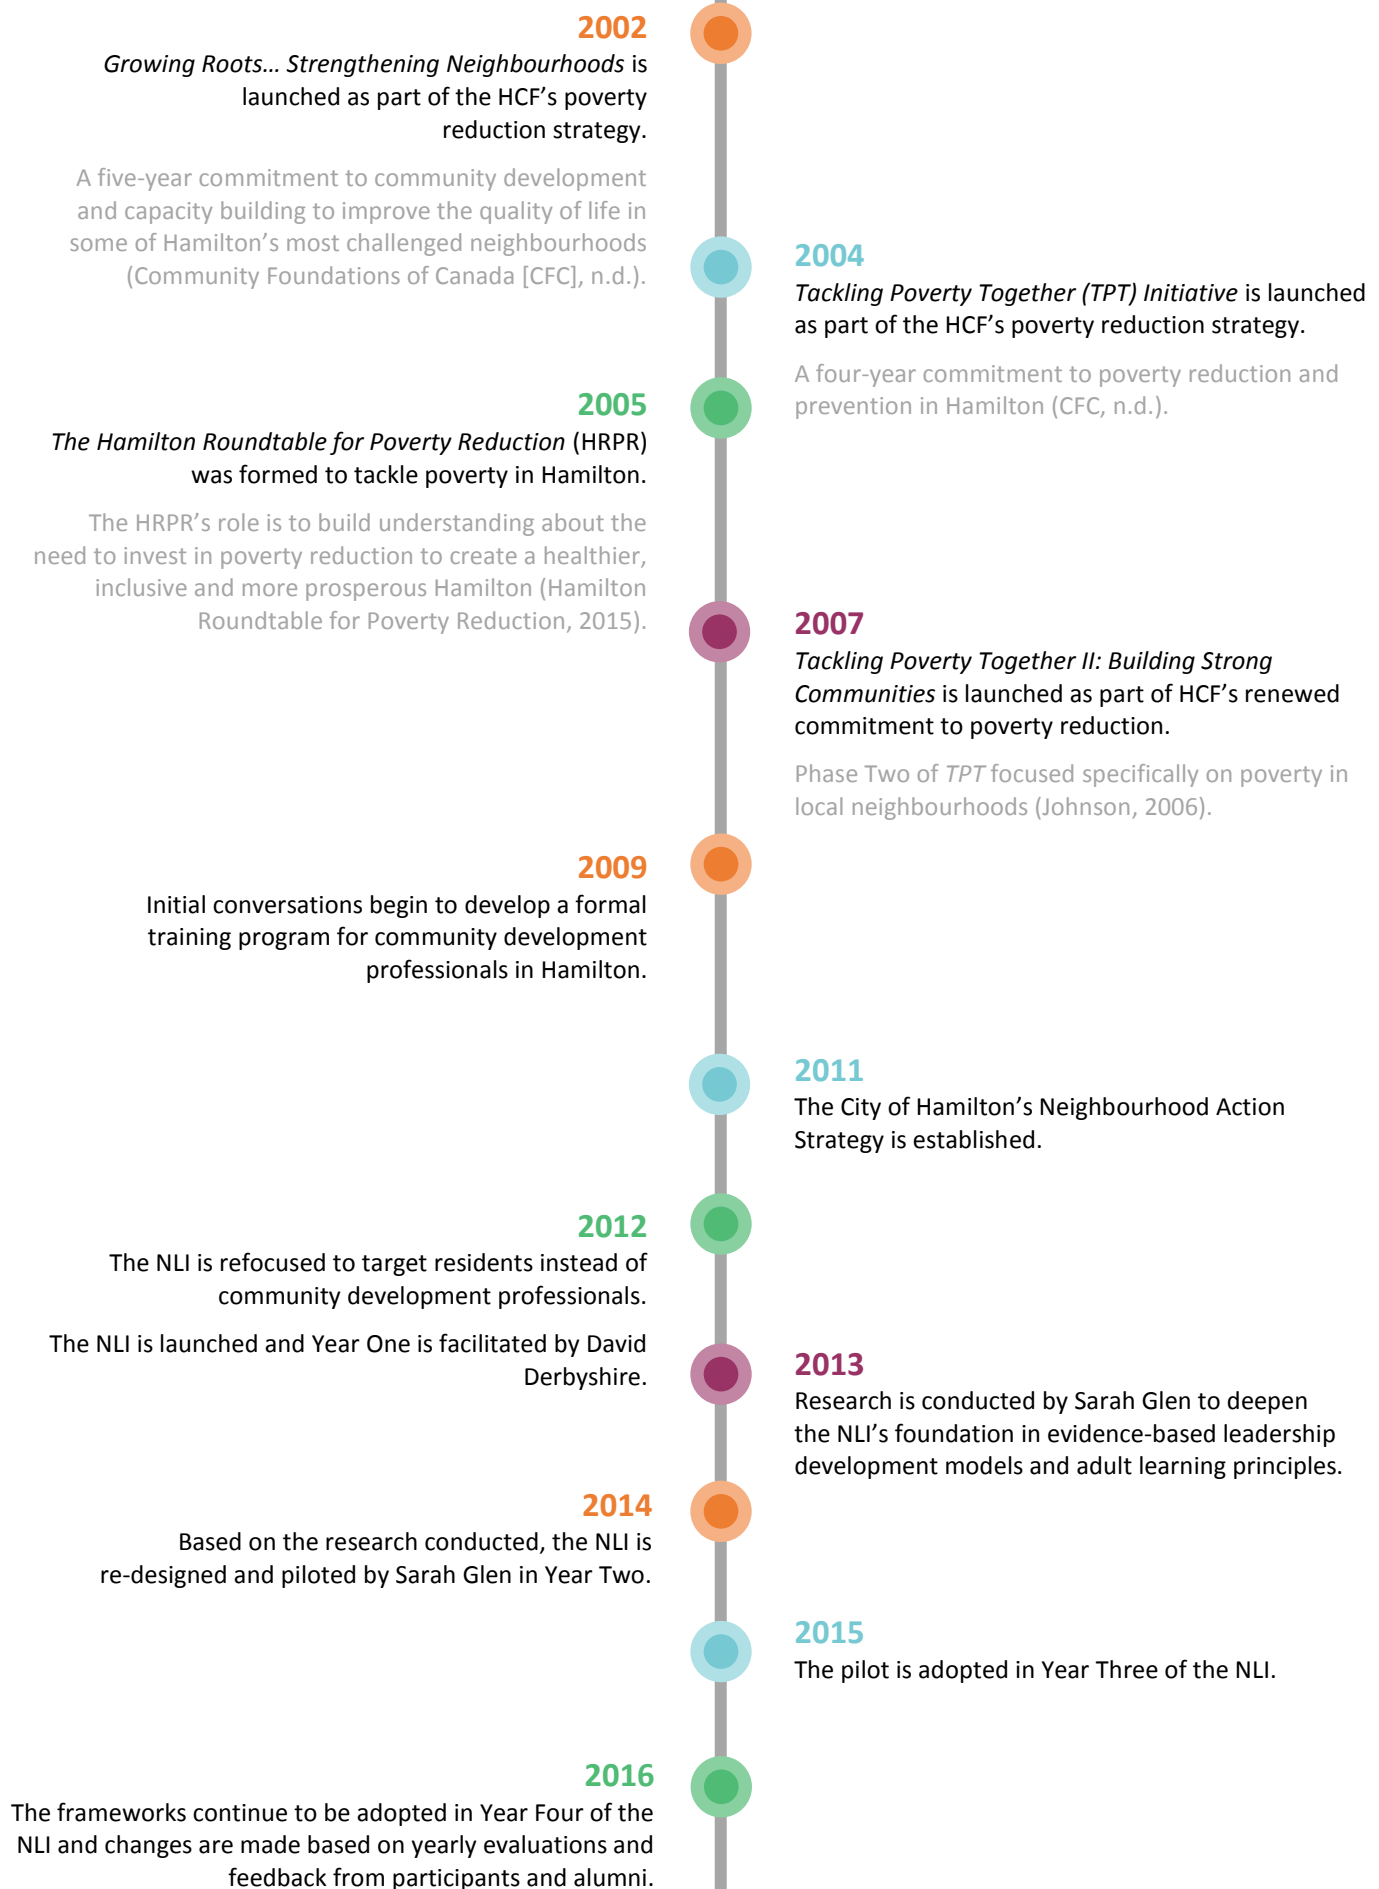 2002
Growing Roots… Strengthening Neighbourhoods is
launched as part of the HCF’s poverty
reduction strategy.
A five-year commitment to community development
and capacity building to improve the quality of life in
some of Hamilton’s most challenged neighbourhoods
(Community Foundations of Canada [CFC], n.d.).
2004
Tackling Poverty Together (TPT) Initiative is launched
as part of the HCF’s poverty reduction strategy.
A four-year commitment to poverty reduction and
prevention in Hamilton (CFC, n.d.).
2005
The Hamilton Roundtable for Poverty Reduction (HRPR)
was formed to tackle poverty in Hamilton.
The HRPR’s role is to build understanding about the
need to invest in poverty reduction to create a healthier,
inclusive and more prosperous Hamilton (Hamilton
Roundtable for Poverty Reduction, 2015).
2007
Tackling Poverty Together II: Building Strong
Communities is launched as part of HCF’s renewed
commitment to poverty reduction.
Phase Two of TPT focused specifically on poverty in
local neighbourhoods (Johnson, 2006).
2009
Initial conversations begin to develop a formal
training program for community development
professionals in Hamilton.
2011
The City of Hamilton’s Neighbourhood Action
Strategy is established.
2012
The NLI is refocused to target residents instead of
community development professionals.
The NLI is launched and Year One is facilitated by David
Derbyshire.
2013
Research is conducted by Sarah Glen to deepen
the NLI’s foundation in evidence-based leadership
development models and adult learning principles.
2014
Based on the research conducted, the NLI is
re-designed and piloted by Sarah Glen in Year Two.
2015
The pilot is adopted in Year Three of the NLI.
2016
The frameworks continue to be adopted in Year Four of the
NLI and changes are made based on yearly evaluations and
feedback from participants and alumni.